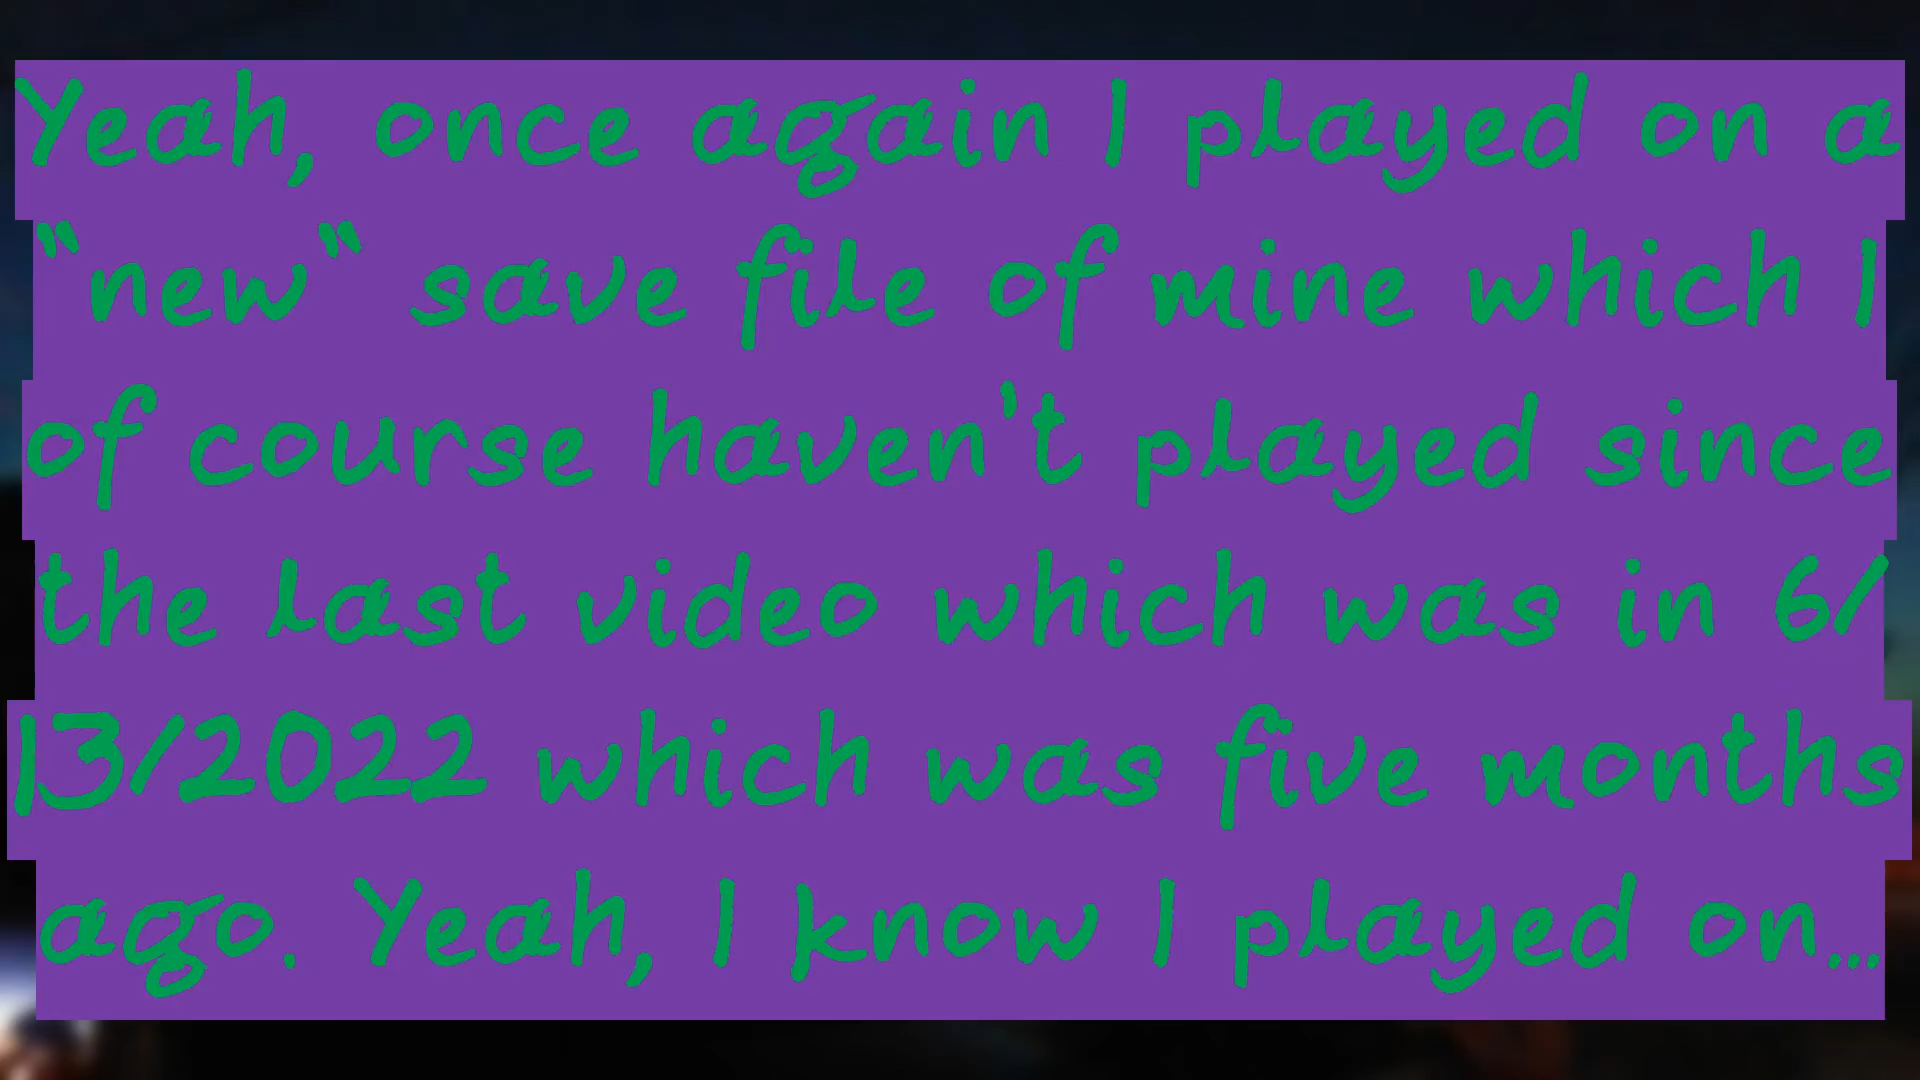 Yeah, once again I played on a
"new" save file of mine which I
of course haven't played since
the last video which was in 6/
13/2022 which was five months
ago. Yeah, I know I played on...